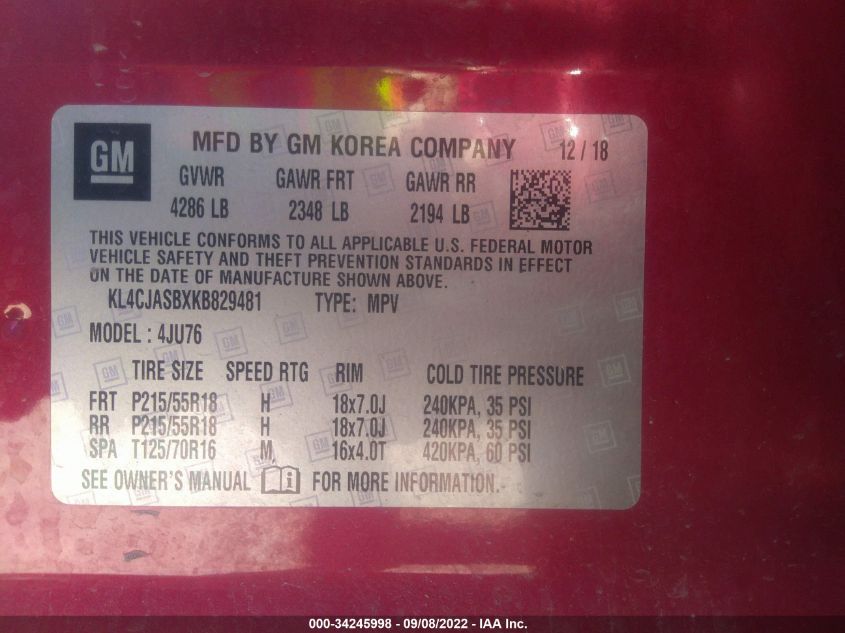 GM MFD BY GM KOREA COMPANY 12 / 18
GVWR GAWR FRT GAWR RR
4286 LB 2348 LB 2194 LB
THIS VEHICLE CONFORMS TO ALL APPLICABLE U.S. FEDERAL MOTOR
VEHICLE SAFETY AND THEFT PREVENTION STANDARDS IN EFFECT
ON THE DATE OF MANUFACTURE SHOWN ABOVE.
KL4CJASBXKB829481 TYPE: MPV
MODEL : 4JU76
TIRE SIZE SPEED RTG RIM COLD TIRE PRESSURE
FRT P215/55R18 H 18x7.0J 240KPA, 35 PSI
RR P215/55R18 H 18x7.0J 240KPA, 35 PSI
SPA T125/70R16 M 16x4.0T 420KPA, 60 PSI
SEE OWNER'S MANUAL FOR MORE INFORMATION.
000-34245998 - 09/08/2022 - IAA Inc.